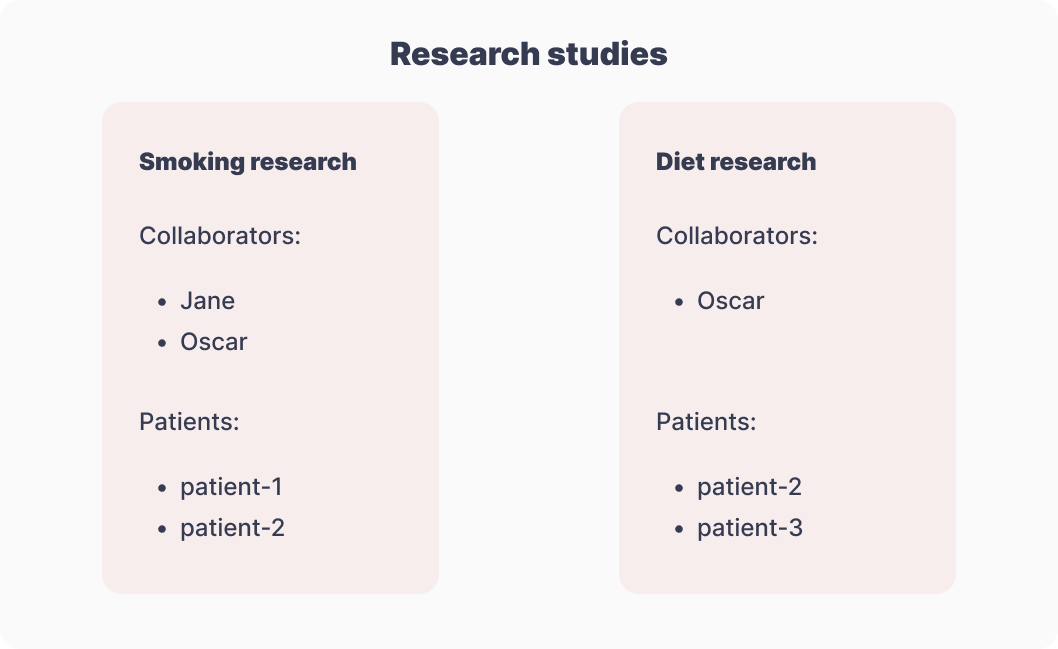 Research studies
Smoking research
Collaborators:
• Jane
• Oscar
Patients:
• patient-1
• patient-2
Diet research
Collaborators:
• Oscar
Patients:
• patient-2
• patient-3